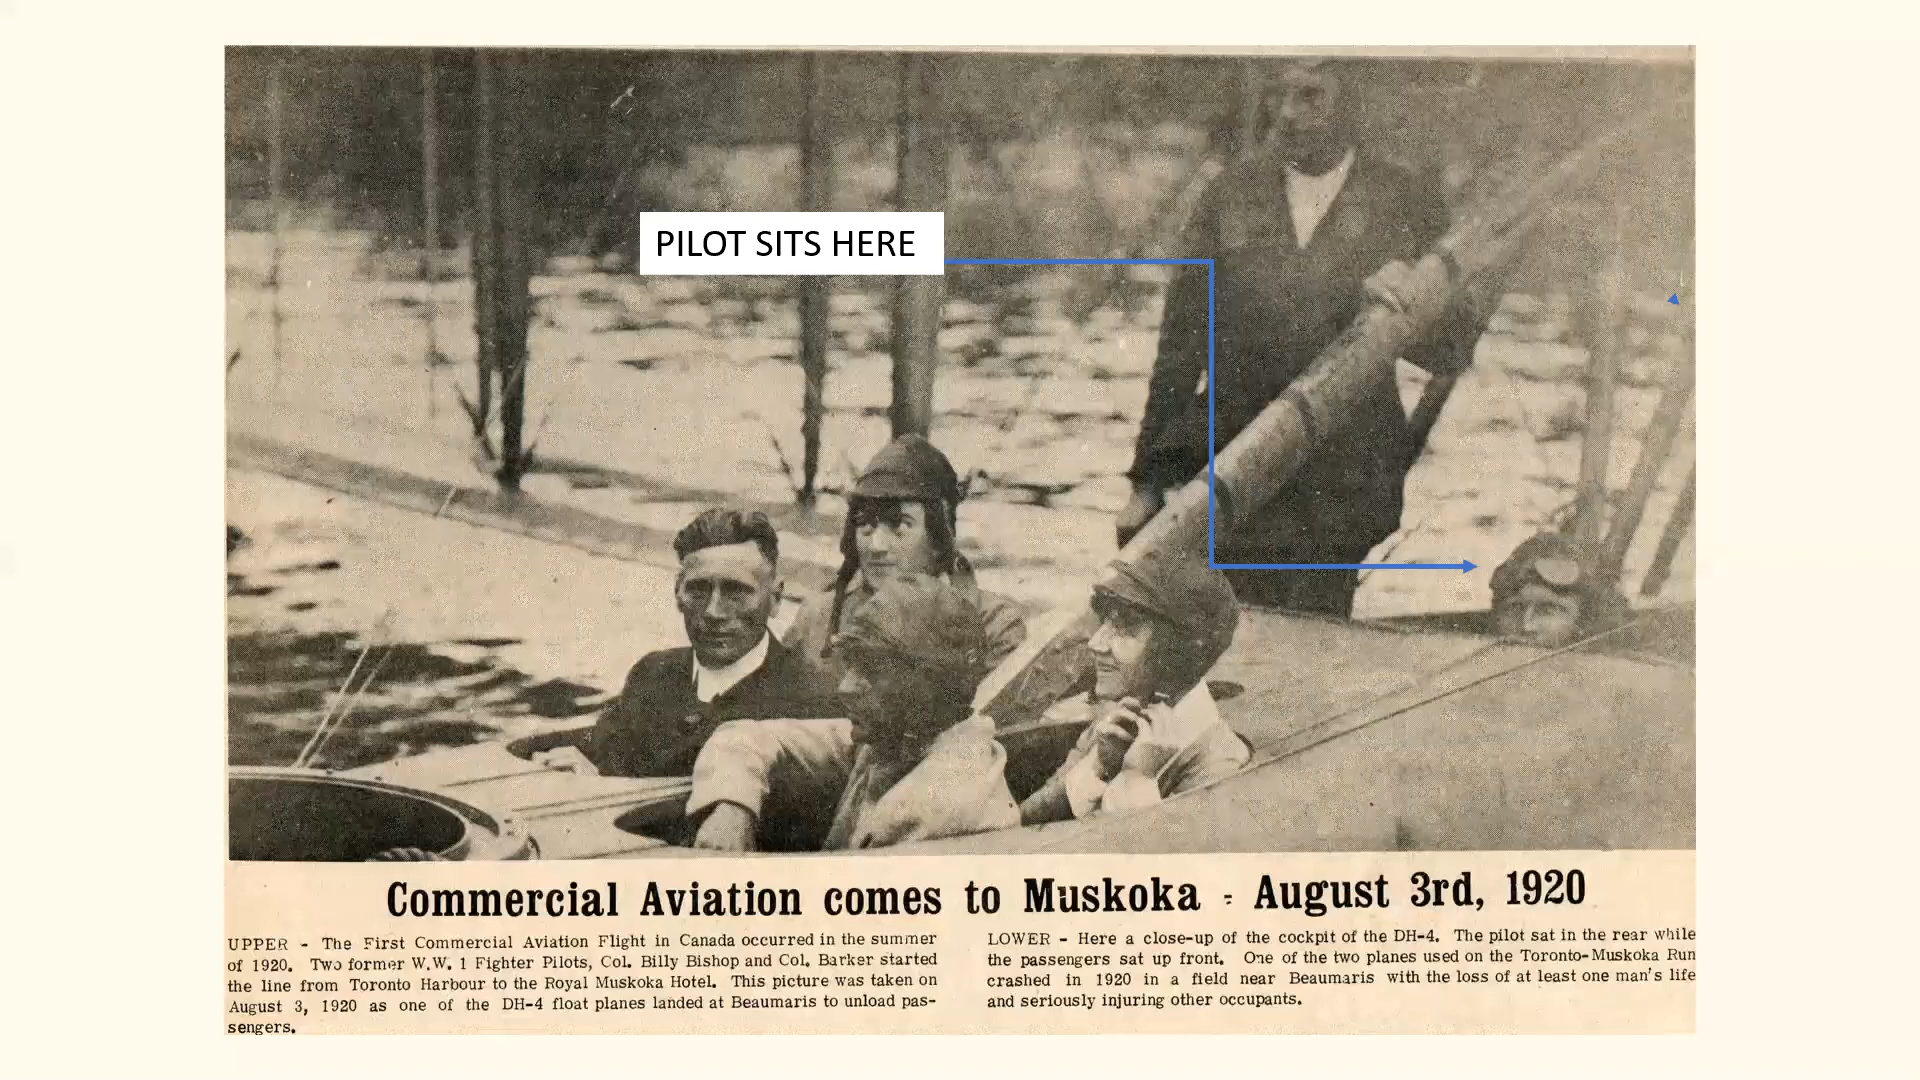 PILOT SITS HERE
Commercial Aviation comes to Muskoka - August 3rd, 1920
UPPER - The First Commercial Aviation Flight in Canada occurred in the summer
of 1920. Two former W.W. 1 Fighter Pilots, Col. Billy Bishop and Col. Barker started
the line from Toronto Harbour to the Royal Muskoka Hotel. This picture was taken on
August 3, 1920 as one of the DH-4 float planes landed at Beaumaris to unload pas-
sengers.
LOWER - Here a close-up of the cockpit of the DH-4. The pilot sat in the rear while
the passengers sat up front. One of the two planes used on the Toronto-Muskoka Run
crashed in 1920 in a field near Beaumaris with the loss of at least one man's life
and seriously injuring other occupants.